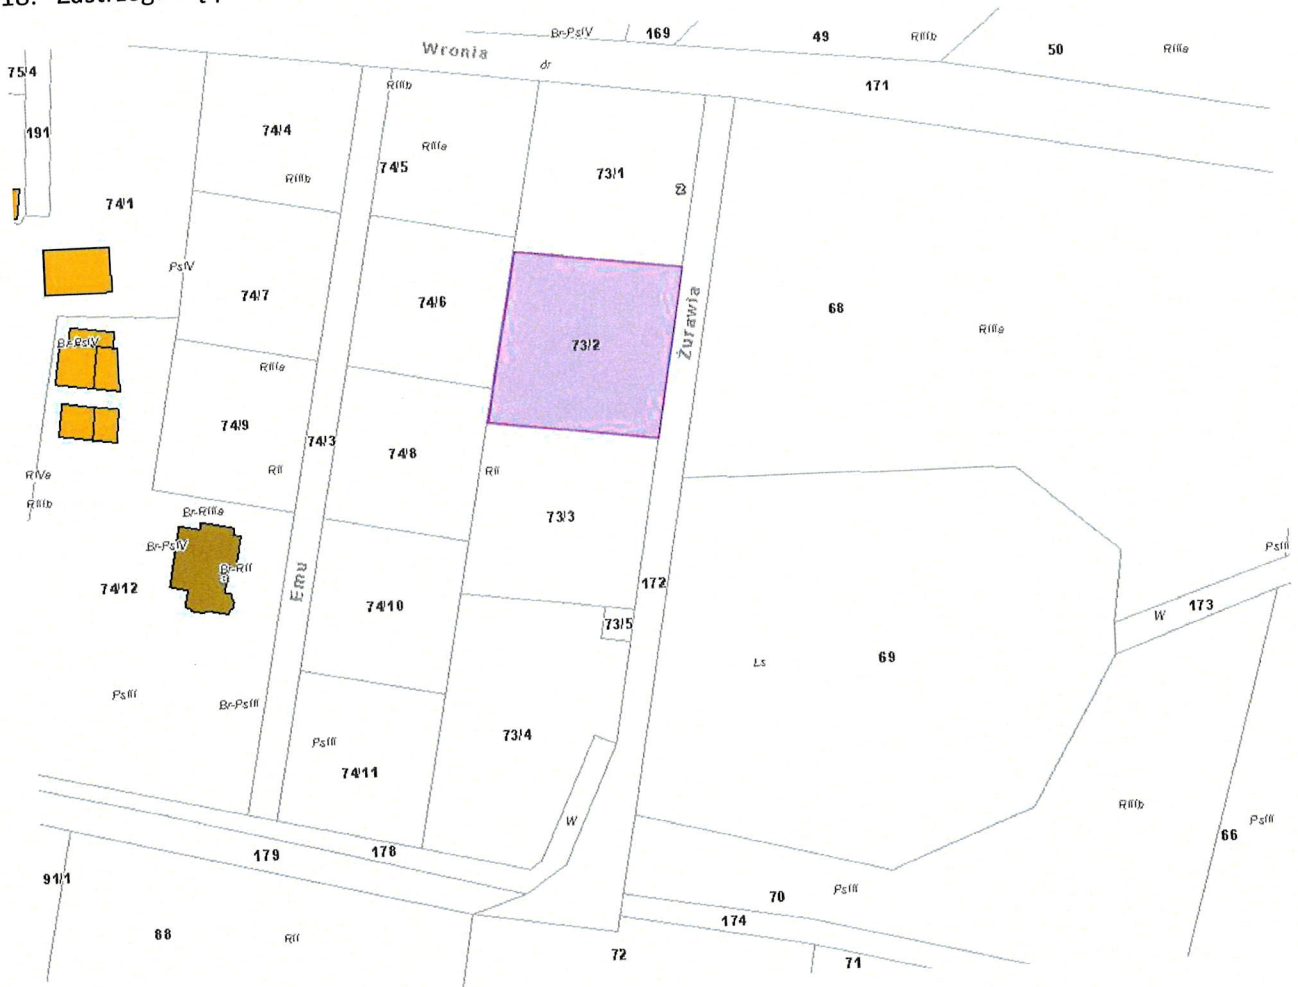 Br-PsIV
169
49
RIIIb
50
RIIIa
Wronia
dr
171
75/4
191
74/1
74/4
RIIIb
RIIIb
RIIIa
74/5
73/1
PsIV
74/7
74/6
73/2
Żurawia
68
RIIIa
Br-PsIV
RIIIa
74/9
RII
74/3
74/8
RII
73/3
RIVa
RIIIb
Br-RIIIa
Br-PsIV
Br-RII
74/12
Emu
74/10
172
73/5
PsIII
W
173
69
Ls
PsIII
Br-PsIII
PsIII
74/11
73/4
W
RIIIb
66
PsIII
179
178
91/1
88
RII
70
PsIII
174
72
71